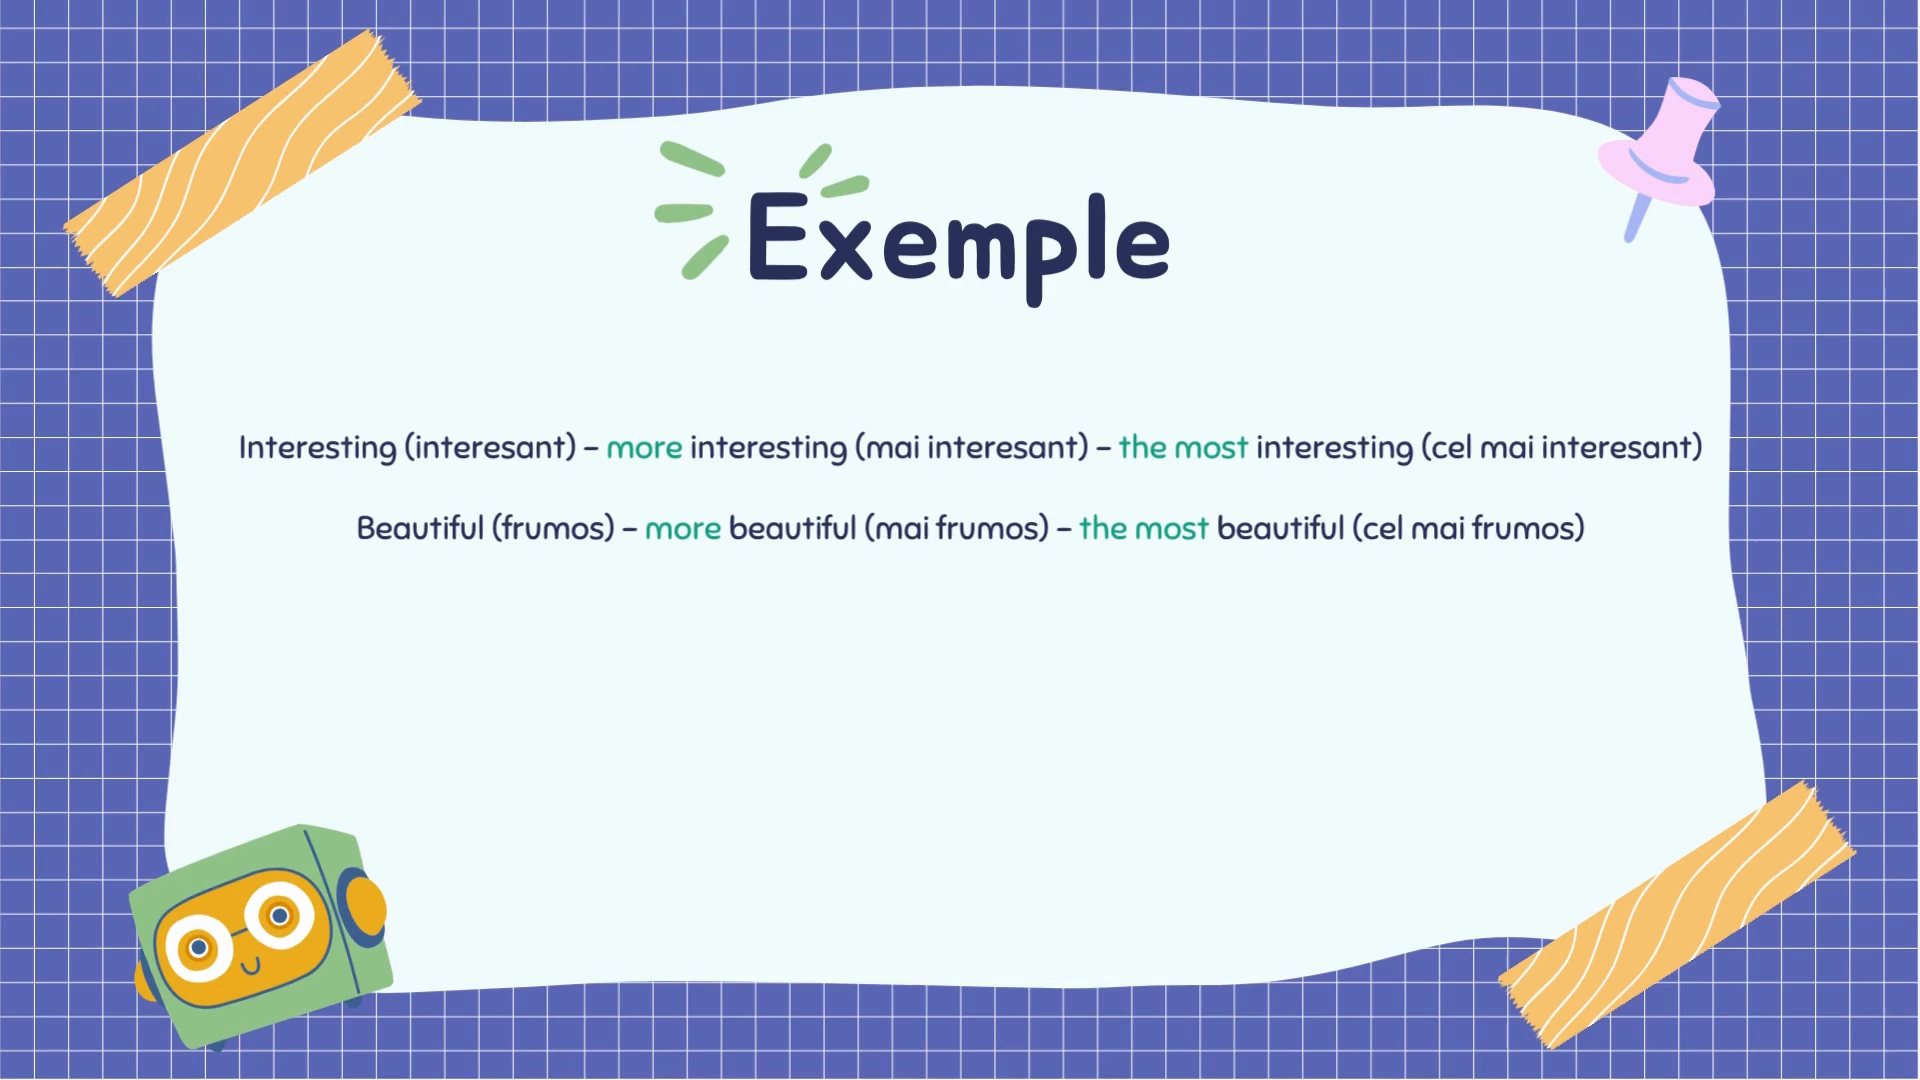 Exemple
Interesting (interesant) – more interesting (mai interesant) – the most interesting (cel mai interesant)
Beautiful (frumos) – more beautiful (mai frumos) – the most beautiful (cel mai frumos)